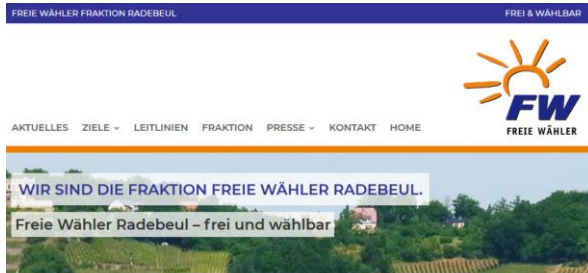 FREIE WÄHLER FRAKTION RADEBEUL
FREI & WÄHLBAR
FW
FREIE WÄHLER
AKTUELLES ZIELE LEITLINIEN FRAKTION PRESSE KONTAKT HOME
WIR SIND DIE FRAKTION FREIE WÄHLER RADEBEUL.
Freie Wähler Radebeul – frei und wählbar